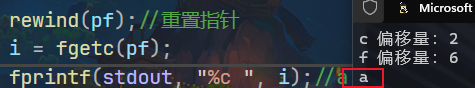 rewind(pf);//重置指针
i = fgetc(pf);
fprintf(stdout, "%c ", i);//a
Microsoft
c 偏移量: 2
f 偏移量: 6
a